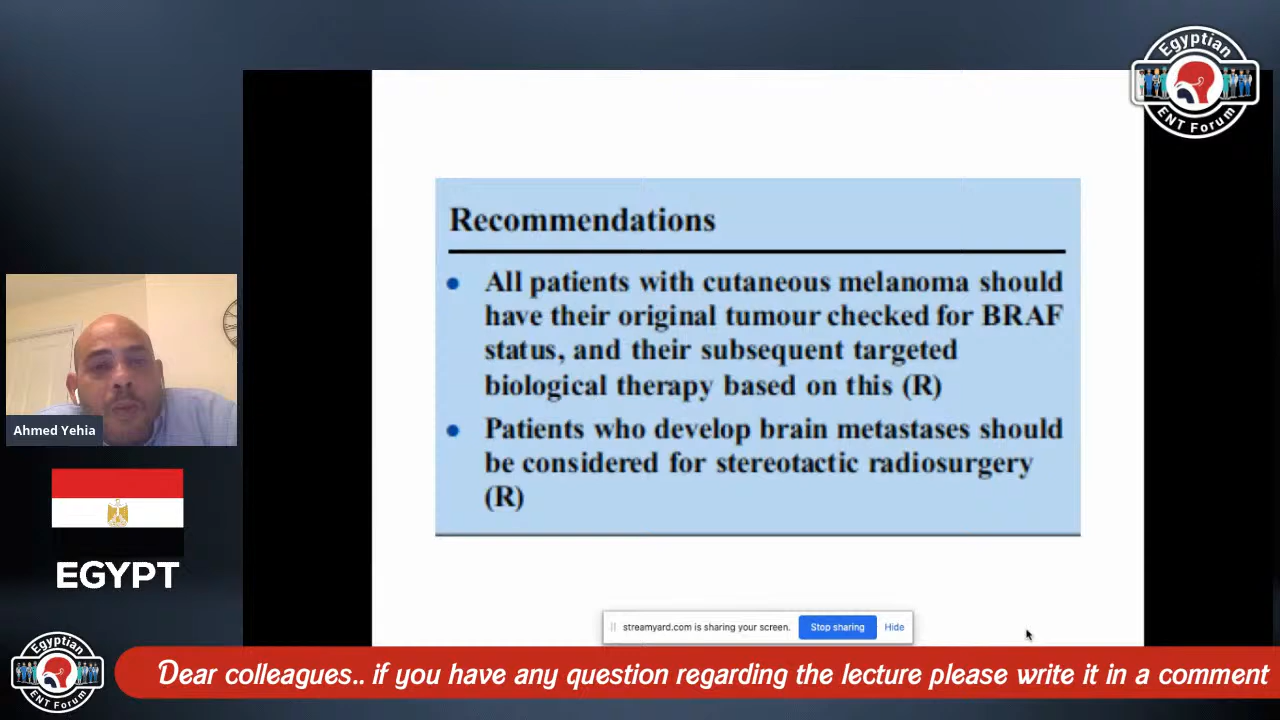 Egyptian
ENT Forum
Recommendations
All patients with cutaneous melanoma should
have their original tumour checked for BRAF
status, and their subsequent targeted
biological therapy based on this (R)
Patients who develop brain metastases should
be considered for stereotactic radiosurgery
(R)
Ahmed Yehia
EGYPT
streamyard.com is sharing your screen.
Stop sharing
Hide
Egyptian
ENT Forum
Dear colleagues.. if you have any question regarding the lecture please write it in a comment